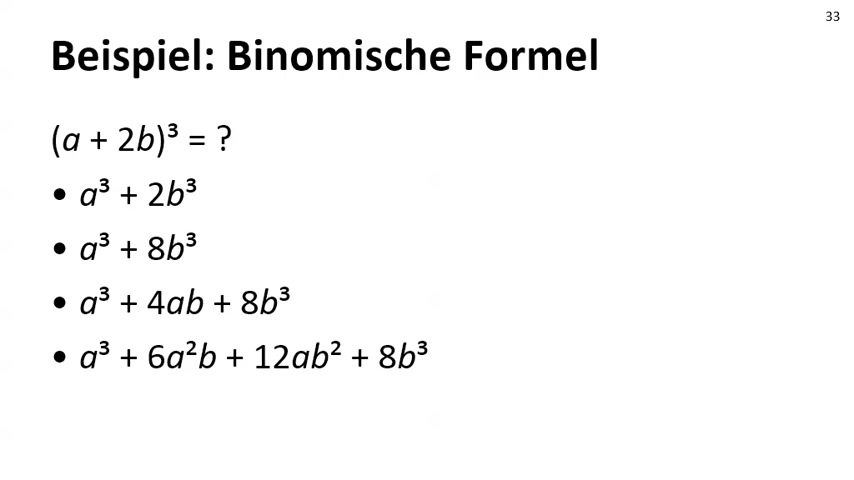 33
Beispiel: Binomische Formel
(a + 2b)³ = ?
• a³ + 2b³
• a³ + 8b³
• a³ + 4ab + 8b³
• a³ + 6a²b + 12ab² + 8b³